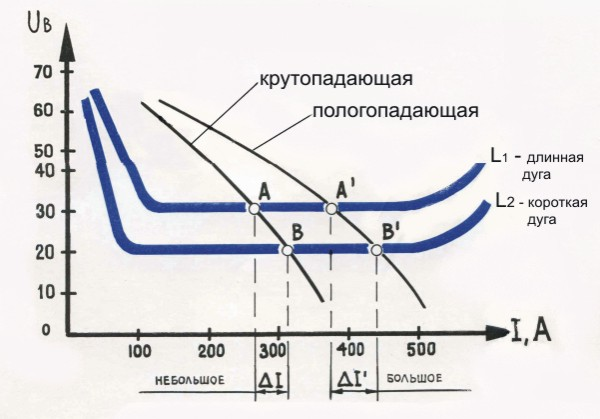 Uв
70
60
50
40
30
20
10
0
крутопадающая
пологопадающая
L1 - длинная
дуга
L2 - короткая
дуга
A
A'
B
B'
100
200
300
400
500
I, A
НЕБОЛЬШОЕ
ΔI
ΔI'
БОЛЬШОЕ